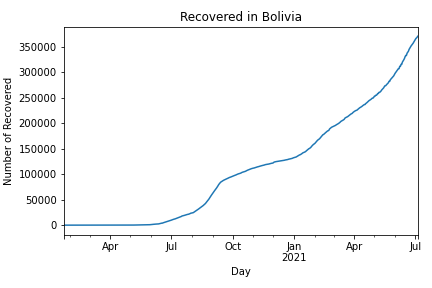 Recovered in Bolivia
Number of Recovered
350000
300000
250000
200000
150000
100000
50000
0
Apr Jul Oct Jan Apr Jul
2021
Day